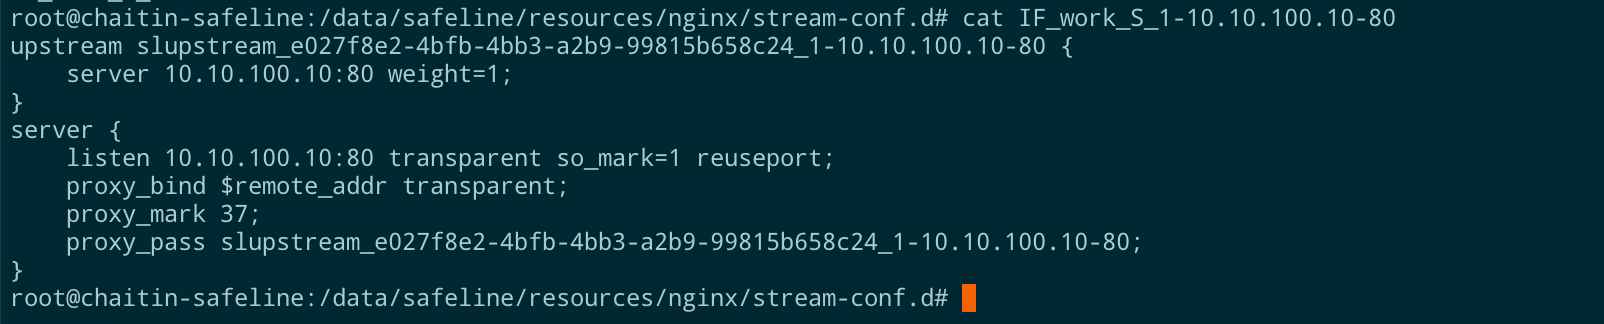 root@chaitin-safeline:/data/safeline/resources/nginx/stream-conf.d# cat IF_work_S_1-10.10.100.10-80
upstream slupstream_e027f8e2-4bfb-4bb3-a2b9-99815b658c24_1-10.10.100.10-80 {
    server 10.10.100.10:80 weight=1;
}
server {
    listen 10.10.100.10:80 transparent so_mark=1 reuseport;
    proxy_bind $remote_addr transparent;
    proxy_mark 37;
    proxy_pass slupstream_e027f8e2-4bfb-4bb3-a2b9-99815b658c24_1-10.10.100.10-80;
}
root@chaitin-safeline:/data/safeline/resources/nginx/stream-conf.d#